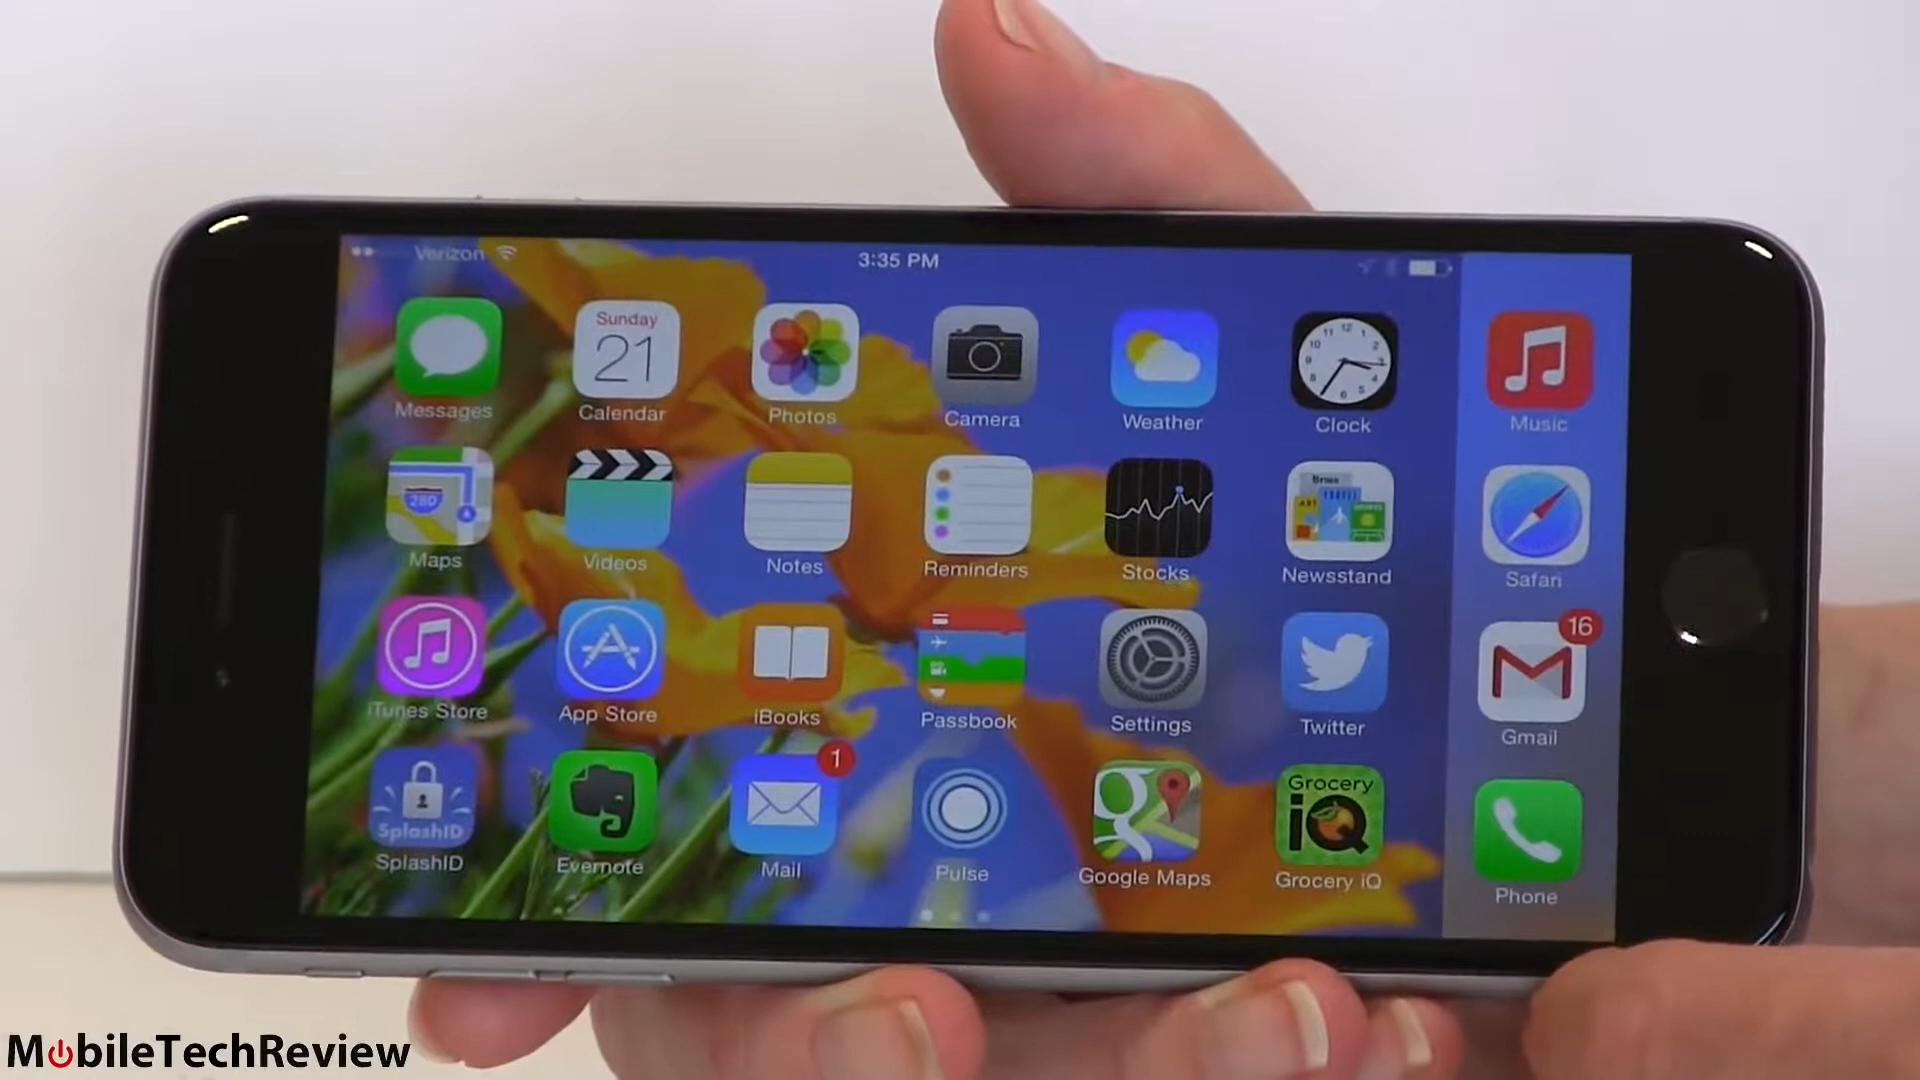 Verizon 3:35 PM
Sunday
21
Messages Calendar Photos Camera Weather Clock Music
280
Maps Videos Notes Reminders Stocks Newsstand Safari
16
iTunes Store App Store iBooks Passbook Settings Twitter Gmail
1
SplashID
Grocery
iQ
SplashID Evernote Mail Pulse Google Maps Grocery iQ Phone
MobileTechReview